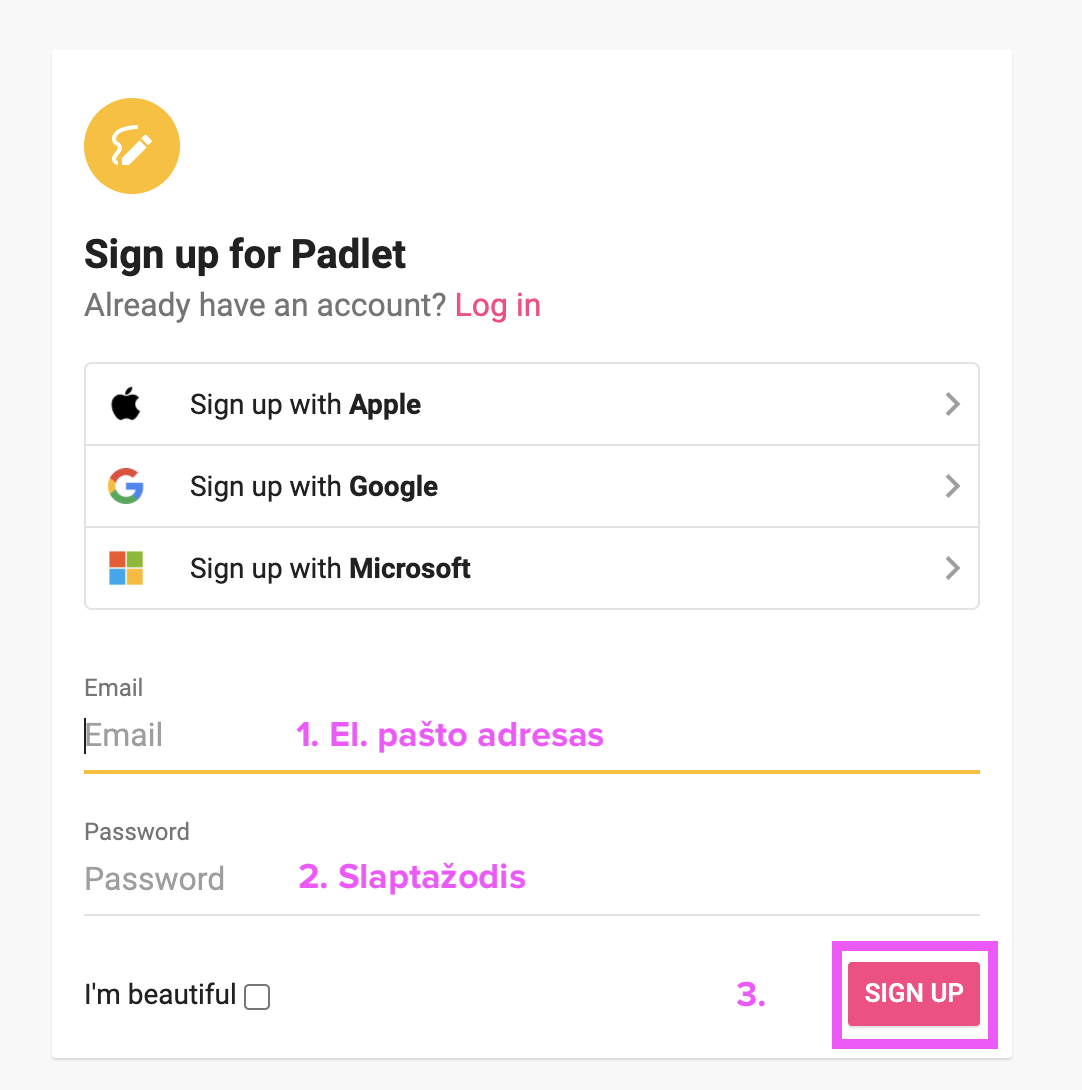 Sign up for Padlet
Already have an account? Log in
Sign up with Apple
Sign up with Google
Sign up with Microsoft
Email
Email 1. El. pašto adresas
Password
Password 2. Slaptažodis
I'm beautiful 3. SIGN UP